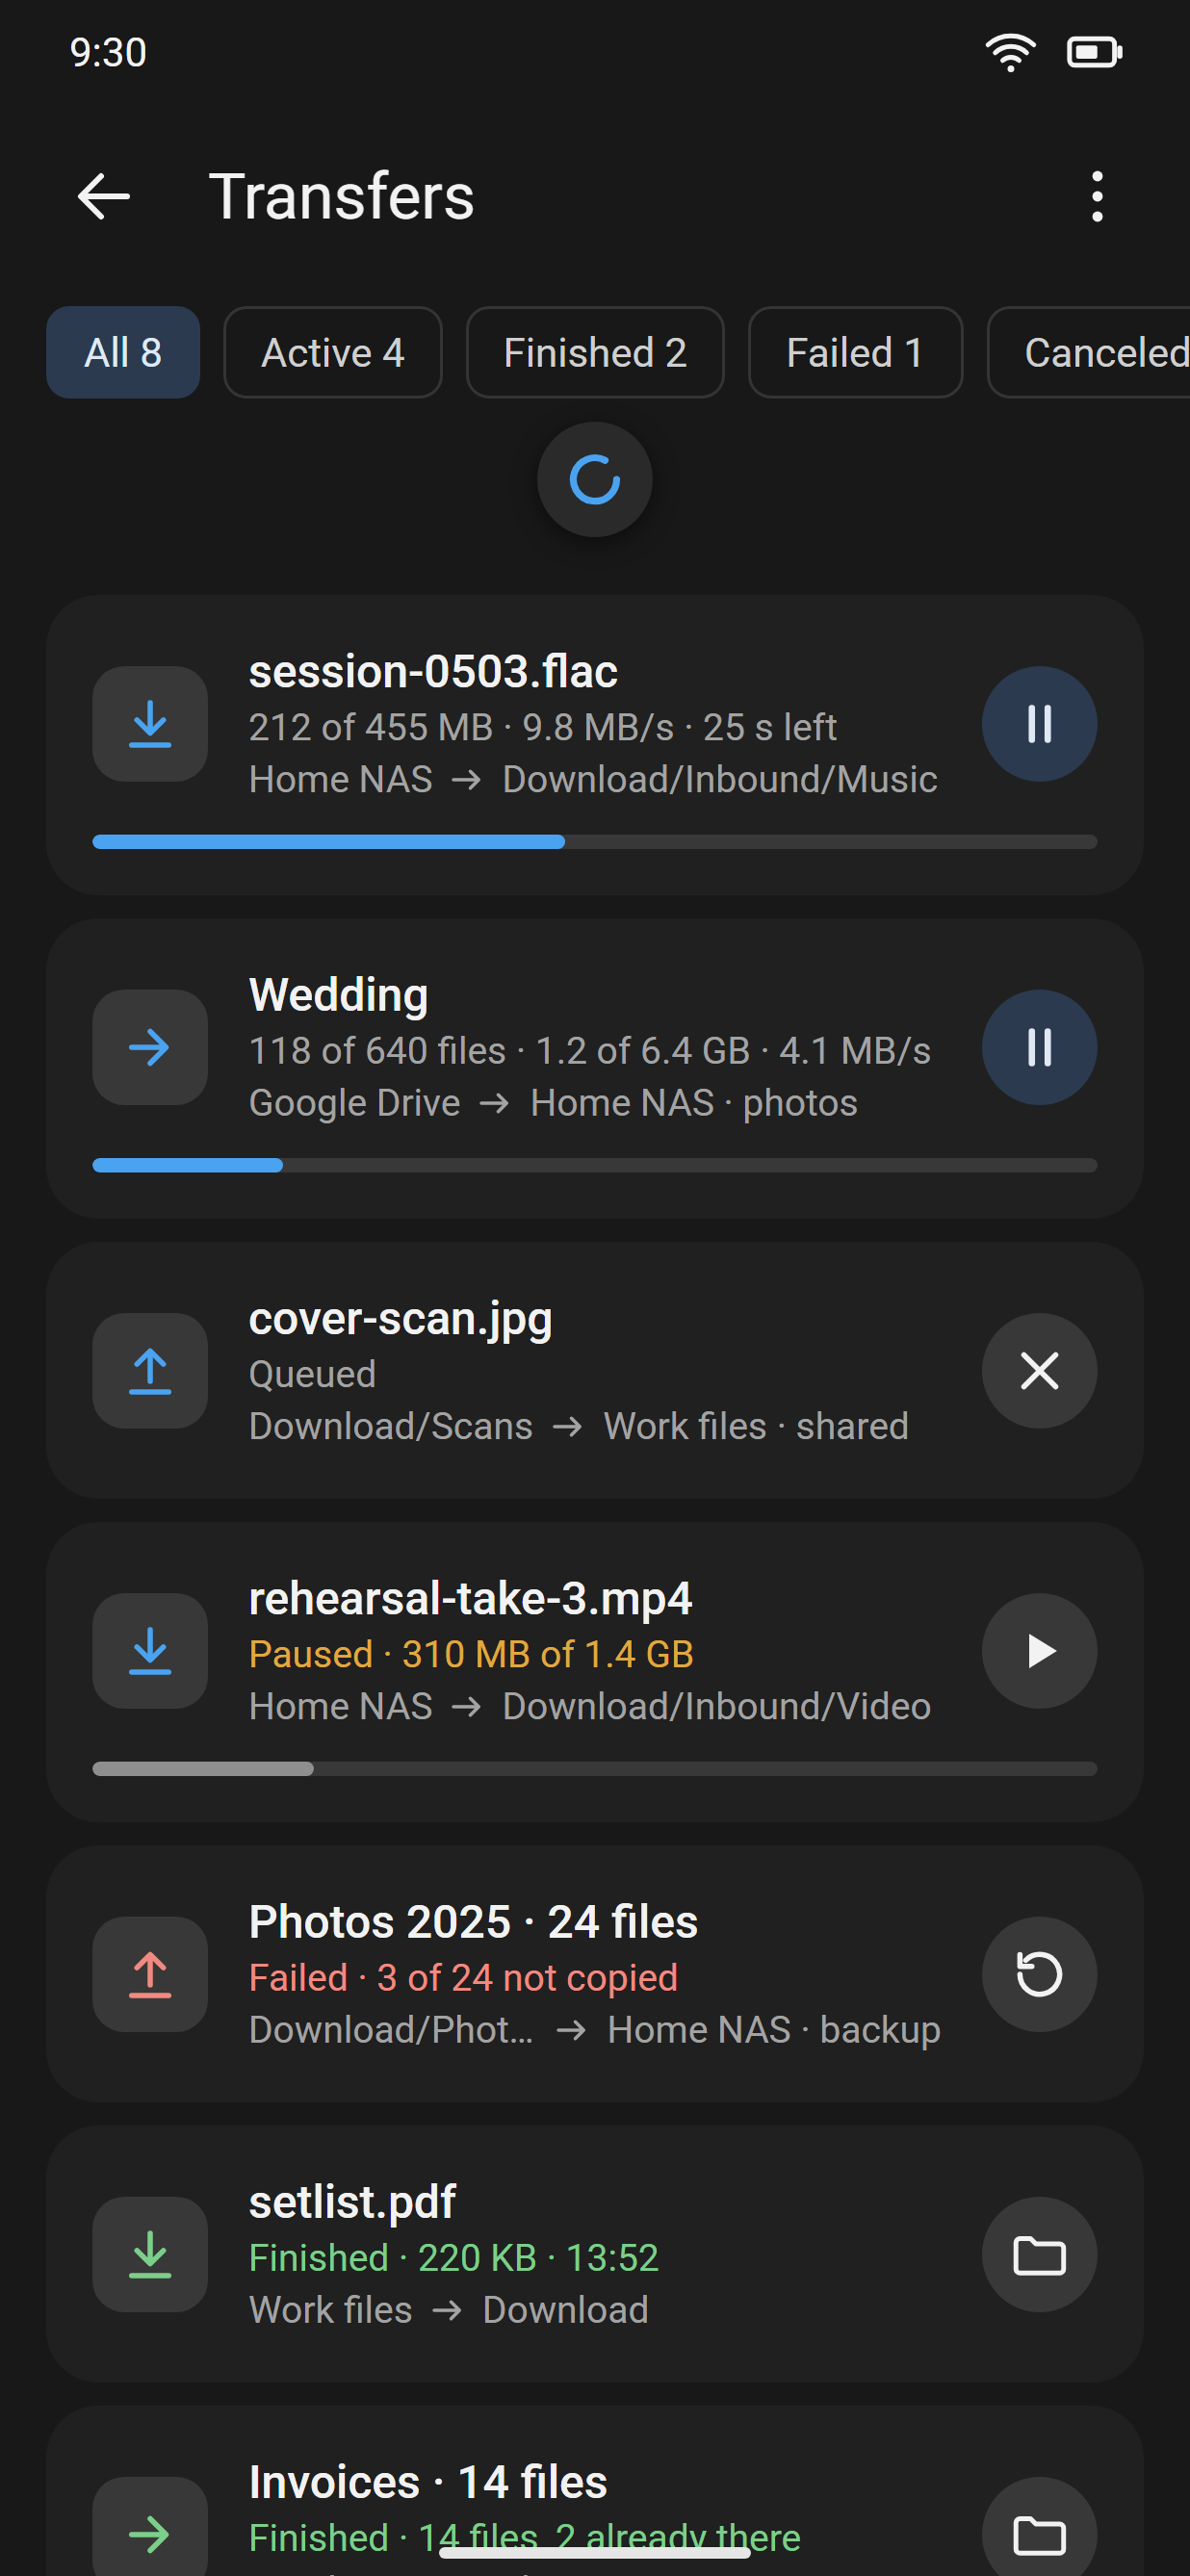 9:30
Transfers
All 8
Active 4
Finished 2
Failed 1
Canceled
session-0503.flac
212 of 455 MB · 9.8 MB/s · 25 s left
Home NAS → Download/Inbound/Music
Wedding
118 of 640 files · 1.2 of 6.4 GB · 4.1 MB/s
Google Drive → Home NAS · photos
cover-scan.jpg
Queued
Download/Scans → Work files · shared
rehearsal-take-3.mp4
Paused · 310 MB of 1.4 GB
Home NAS → Download/Inbound/Video
Photos 2025 · 24 files
Failed · 3 of 24 not copied
Download/Phot… → Home NAS · backup
setlist.pdf
Finished · 220 KB · 13:52
Work files → Download
Invoices · 14 files
Finished · 14 files, 2 already there